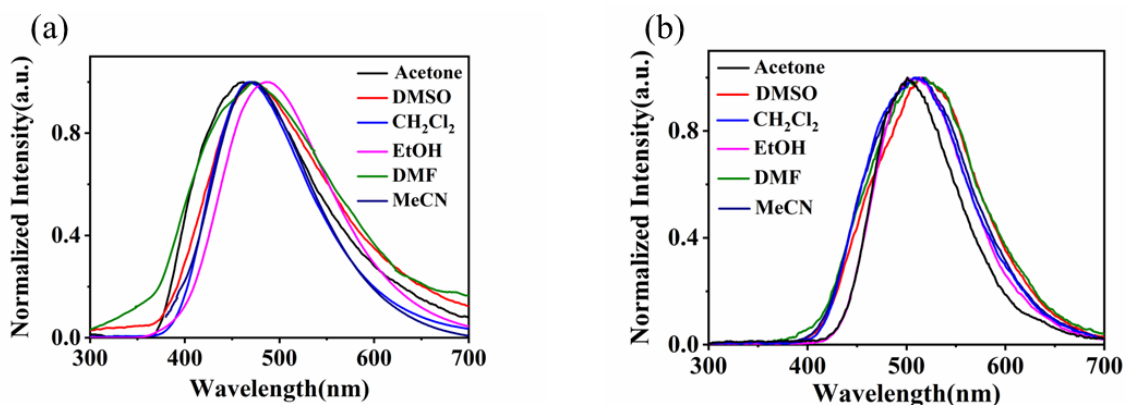 (a)
Normalized Intensity(a.u.)
0.8
0.4
0.0
Acetone
DMSO
CH₂Cl₂
EtOH
DMF
MeCN
300 400 500 600 700
Wavelength(nm)
(b)
Normalized Intensity(a.u.)
0.8
0.4
0.0
Acetone
DMSO
CH₂Cl₂
EtOH
DMF
MeCN
300 400 500 600 700
Wavelength(nm)